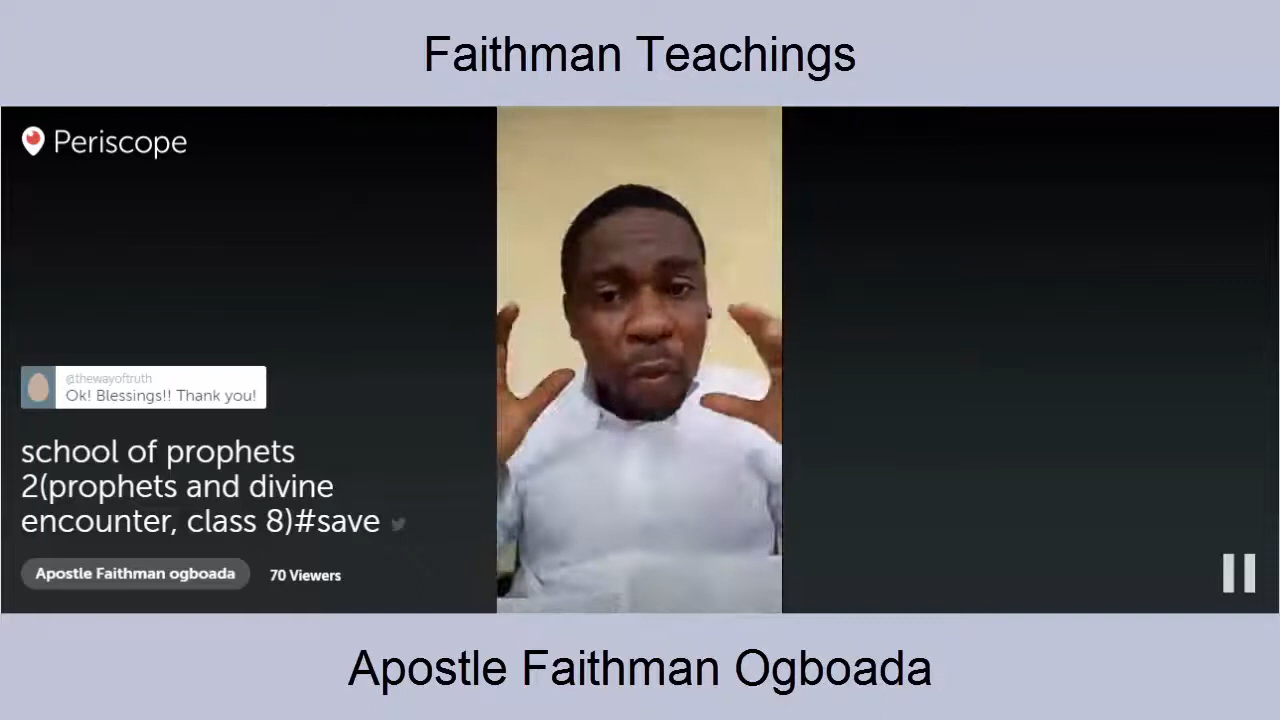 Faithman Teachings
Periscope
@thewayoftruth
Ok! Blessings!! Thank you!
school of prophets
2(prophets and divine
encounter, class 8)#save
Apostle Faithman ogboada
70 Viewers
Apostle Faithman Ogboada